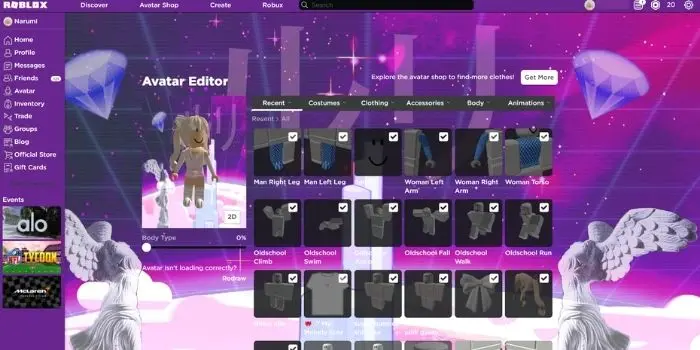 ROBLOX
Discover
Avatar Shop
Create
Robux
Search
20
Narumi
Home
Profile
Messages
Friends
Avatar
Inventory
Trade
Groups
Blog
Official Store
Gift Cards
Events
alo
TYCOON
McLaren
Avatar Editor
Explore the avatar shop to find more clothes!
Get More
Recent
Costumes
Clothing
Accessories
Body
Animations
Recent > All
2D
Body Type
0%
Avatar isn't loading correctly?
Redraw
Man Right Leg
Man Left Leg
Woman Left
Arm
Woman Right
Arm
Woman Torso
Oldschool
Climb
Oldschool
Swim
Oldschool Fall
Oldschool
Walk
Oldschool Run